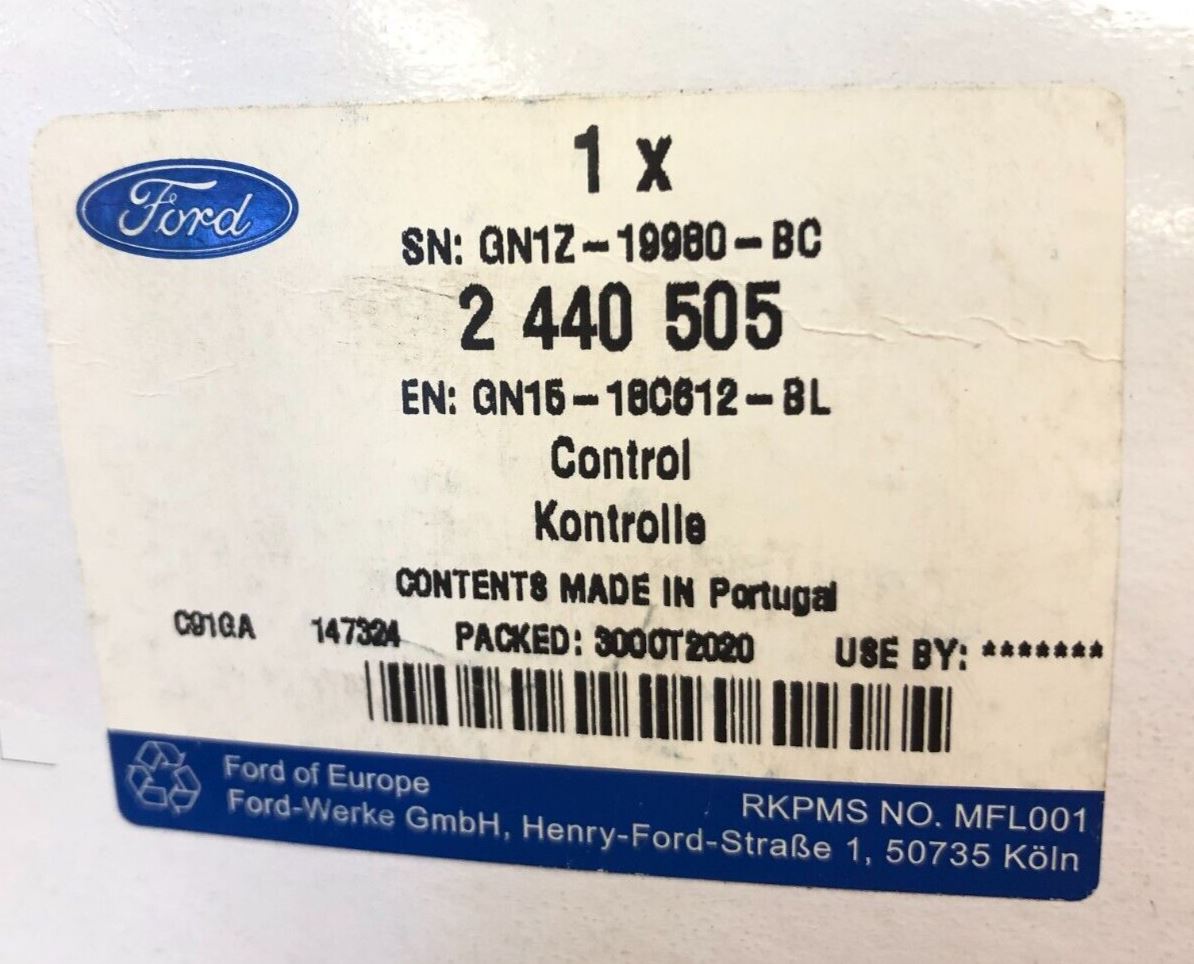 Ford
1 x
SN: GN1Z-19980-BC
2 440 505
EN: GN15-18C612-BL
Control
Kontrolle
CONTENTS MADE IN Portugal
C91GA 147324 PACKED: 30OCT2020 USE BY: *******
Ford of Europe
RKPMS NO. MFL001
Ford-Werke GmbH, Henry-Ford-Straße 1, 50735 Köln